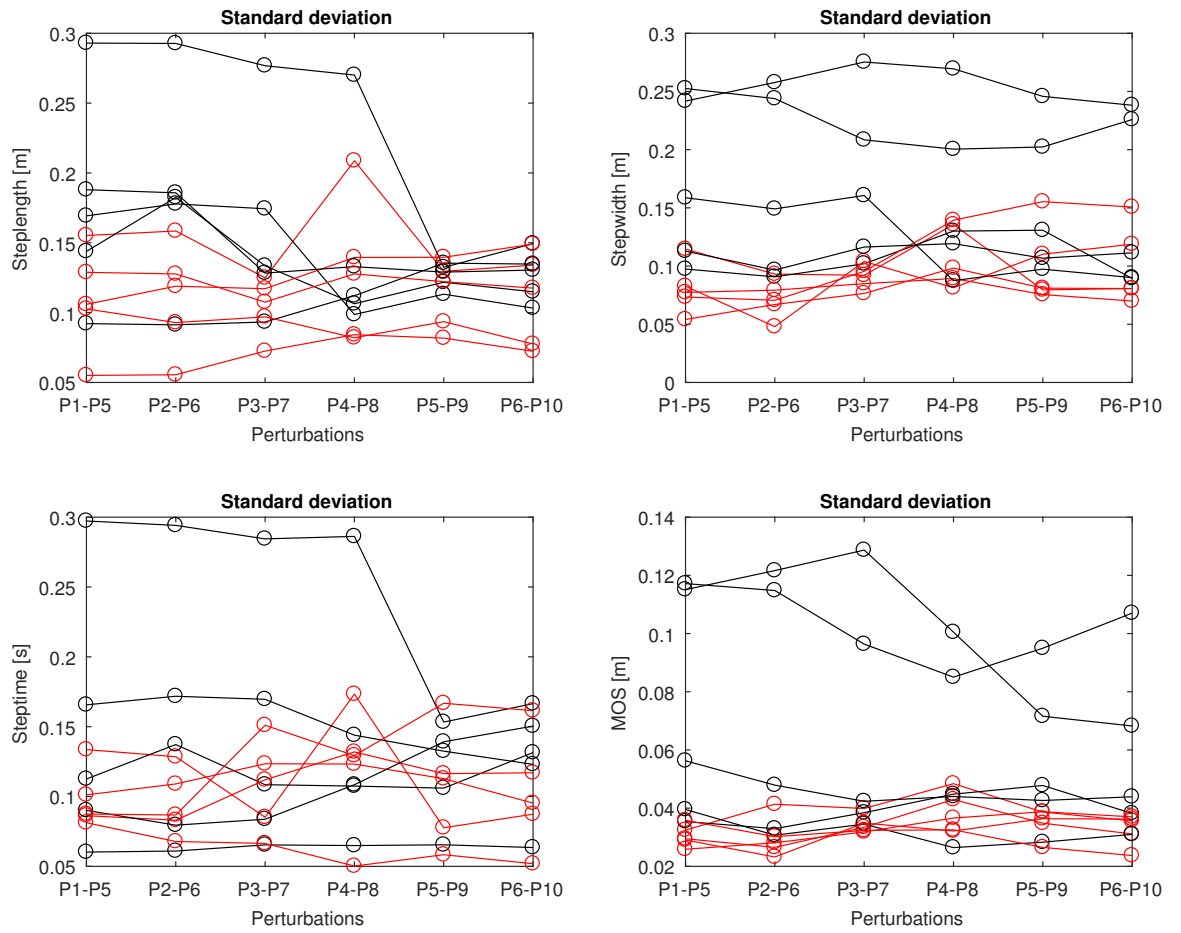 Standard deviation
0.3
0.25
0.2
0.15
0.1
0.05
Steplength [m]
P1-P5 P2-P6 P3-P7 P4-P8 P5-P9 P6-P10
Perturbations
Standard deviation
0.3
0.25
0.2
0.15
0.1
0.05
0
Stepwidth [m]
P1-P5 P2-P6 P3-P7 P4-P8 P5-P9 P6-P10
Perturbations
Standard deviation
0.3
0.25
0.2
0.15
0.1
0.05
Steptime [s]
P1-P5 P2-P6 P3-P7 P4-P8 P5-P9 P6-P10
Perturbations
Standard deviation
0.14
0.12
0.1
0.08
0.06
0.04
0.02
MOS [m]
P1-P5 P2-P6 P3-P7 P4-P8 P5-P9 P6-P10
Perturbations